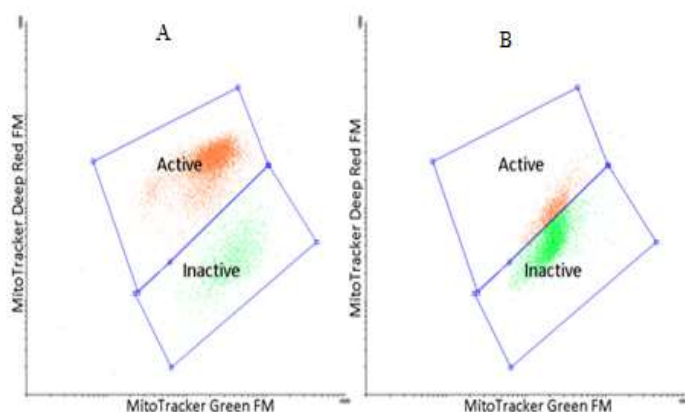 A
MitoTracker Deep Red FM
Active
Inactive
MitoTracker Green FM
B
MitoTracker Deep Red FM
Active
Inactive
MitoTracker Green FM